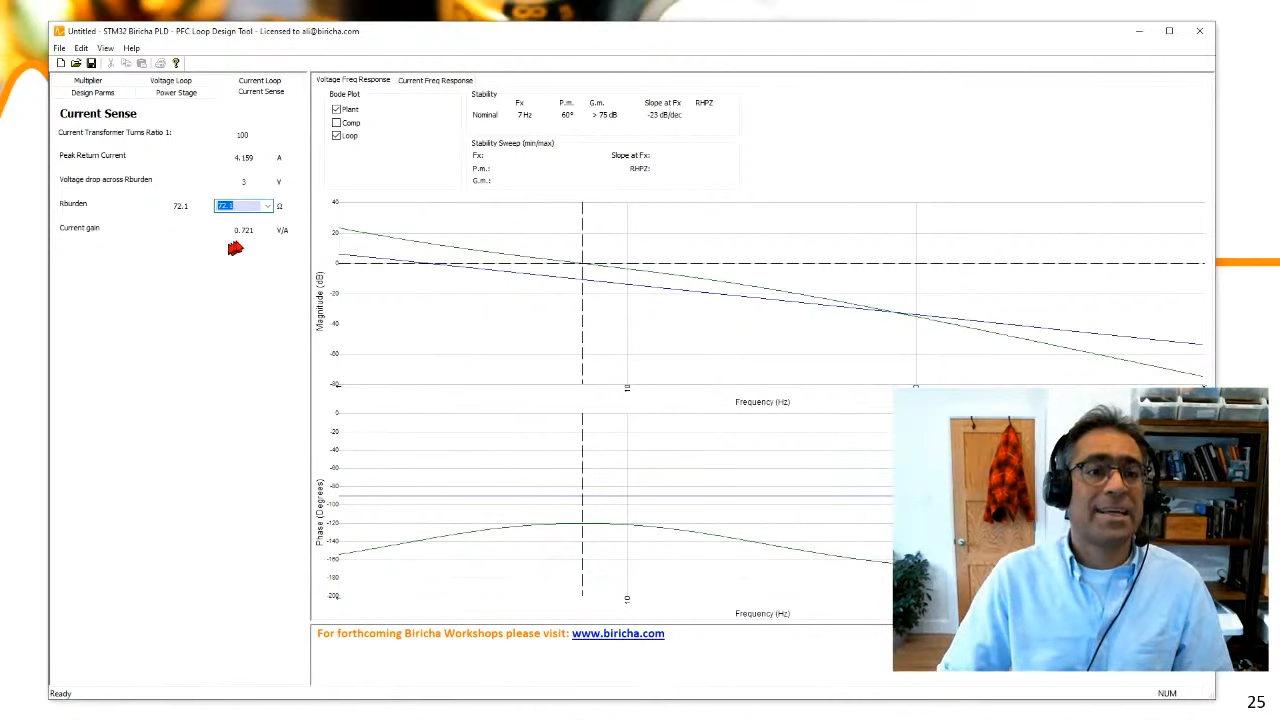 Untitled - STM32 Biricha PLD - PFC Loop Design Tool - Licensed to ali@biricha.com
File Edit View Help
Multiplier Voltage Loop Current Loop
Design Parms Power Stage Current Sense
Current Sense
Current Transformer Turns Ratio 1: 100
Peak Return Current 4.159 A
Voltage drop across Rburden 3 V
Rburden 72.1 72.1 Ω
Current gain 0.721 V/A
Voltage Freq Response Current Freq Response
Bode Plot
Plant
Comp
Loop
Stability
Fx P.m. G.m. Slope at Fx RHPZ
Nominal 7 Hz 60° > 75 dB -23 dB/dec
Stability Sweep (min/max)
Fx: Slope at Fx:
P.m.: RHPZ:
G.m.:
40
20
0
-20
-40
-60
-80
Magnitude (dB)
10
Frequency (Hz)
0
-20
-40
-60
-80
-100
-120
-140
-160
-180
-200
Phase (Degrees)
10
Frequency (Hz)
For forthcoming Biricha Workshops please visit: www.biricha.com
Ready NUM
25